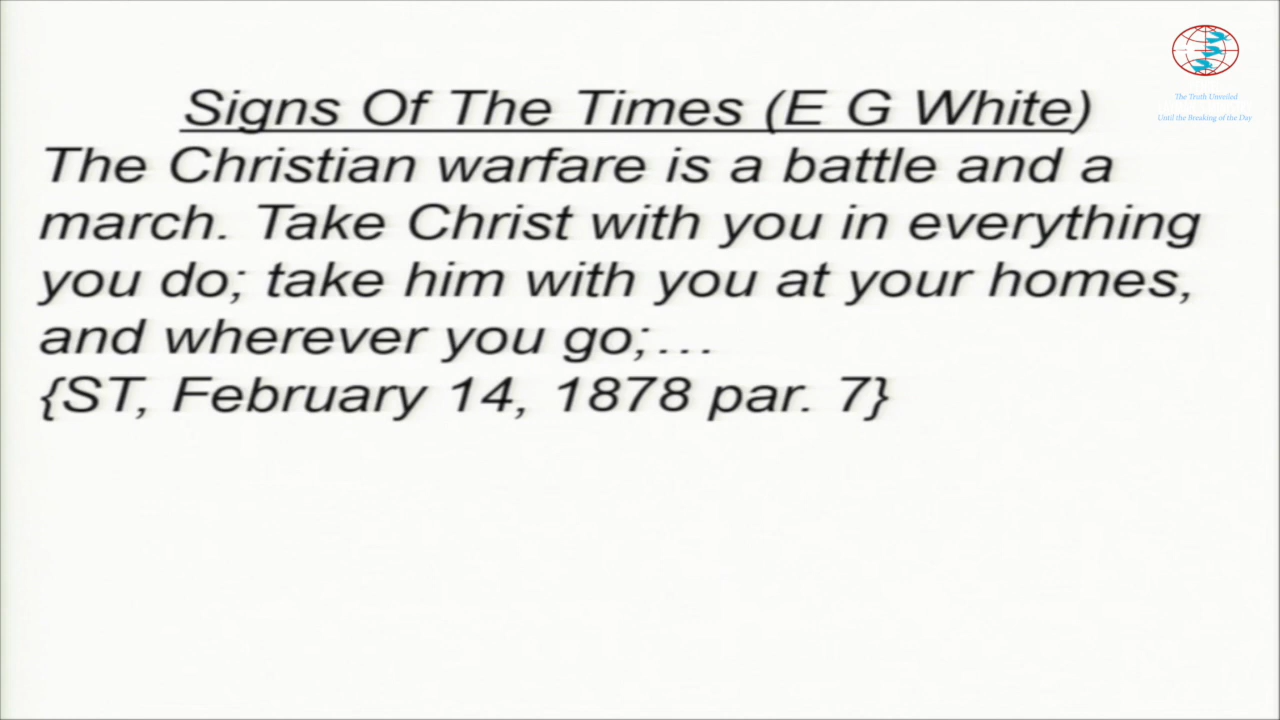 Signs Of The Times (E G White)
The Christian warfare is a battle and a
march. Take Christ with you in everything
you do; take him with you at your homes,
and wherever you go;…
{ST, February 14, 1878 par. 7}
The Truth Unveiled
Until the Breaking of the Day